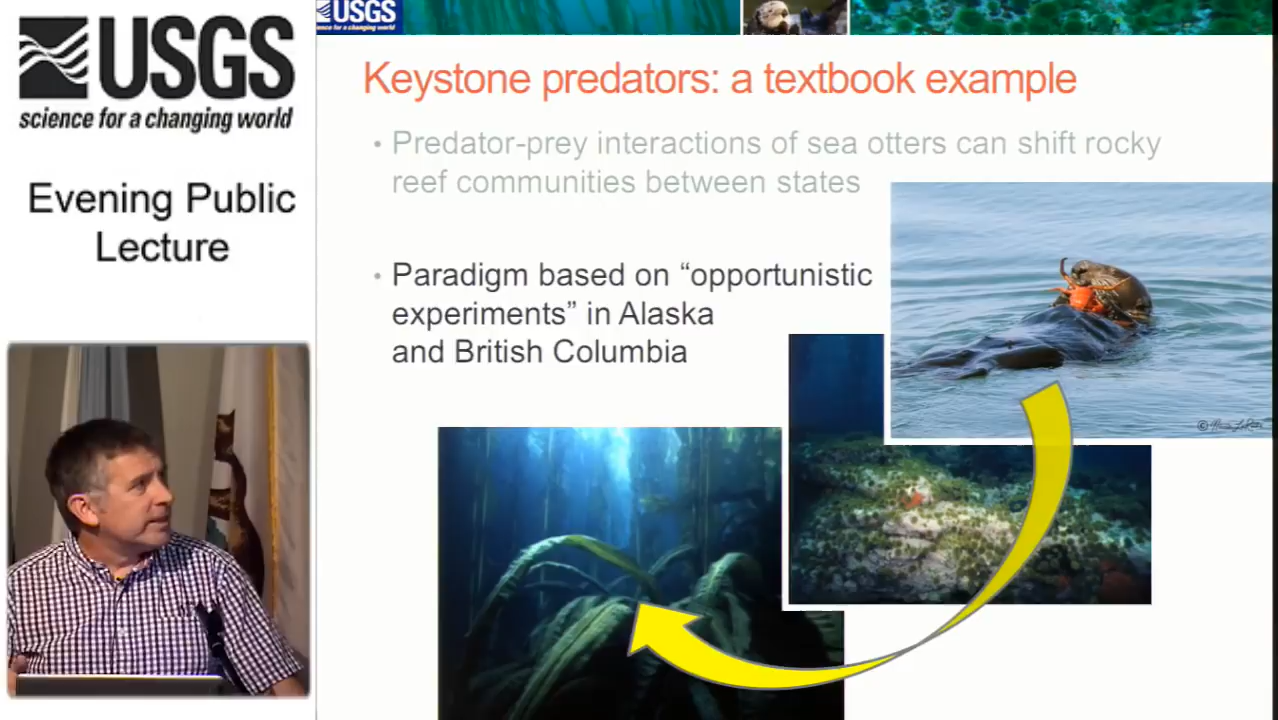 USGS
science for a changing world
Evening Public
Lecture
USGS
science for a changing world
Keystone predators: a textbook example
• Predator-prey interactions of sea otters can shift rocky
reef communities between states
• Paradigm based on “opportunistic
experiments” in Alaska
and British Columbia
©